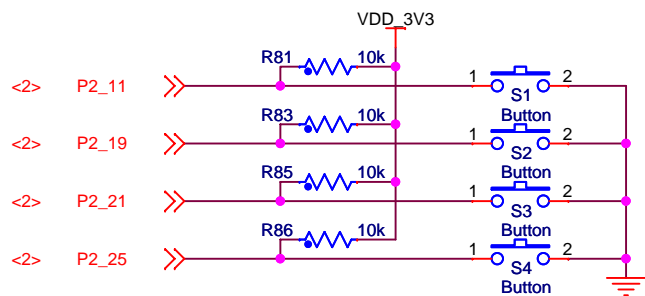 VDD_3V3
R81 10k
<2> P2_11 1 2
S1
Button
R83 10k
<2> P2_19 1 2
S2
Button
R85 10k
<2> P2_21 1 2
S3
Button
R86 10k
<2> P2_25 1 2
S4
Button